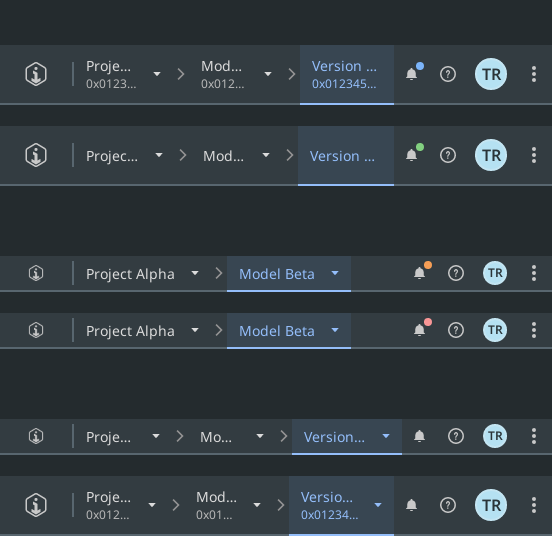 Proje... Mod... Version ... TR
0x0123... 0x012... 0x012345...
Projec... Mod... Version ... TR
Project Alpha Model Beta TR
Project Alpha Model Beta TR
Proje... Mo... Version... TR
Proje... Mod... Versio... TR
0x012... 0x01... 0x01234...